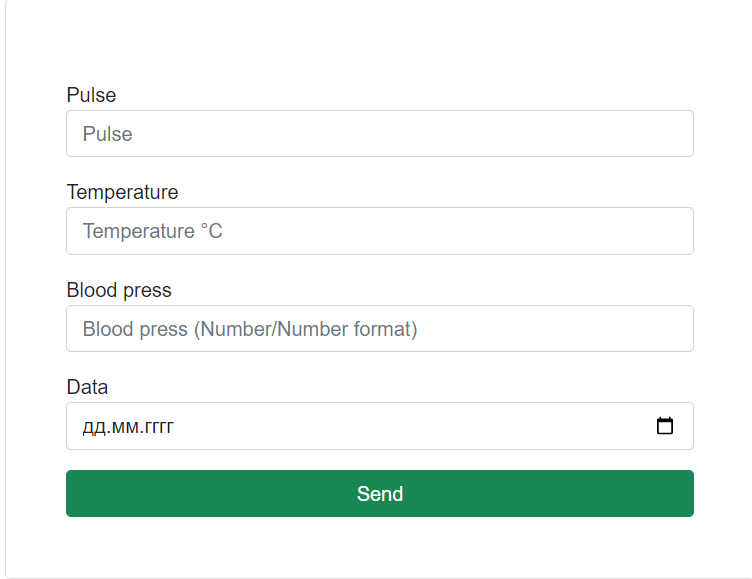 Pulse
Pulse
Temperature
Temperature °C
Blood press
Blood press (Number/Number format)
Data
дд.мм.гггг
Send